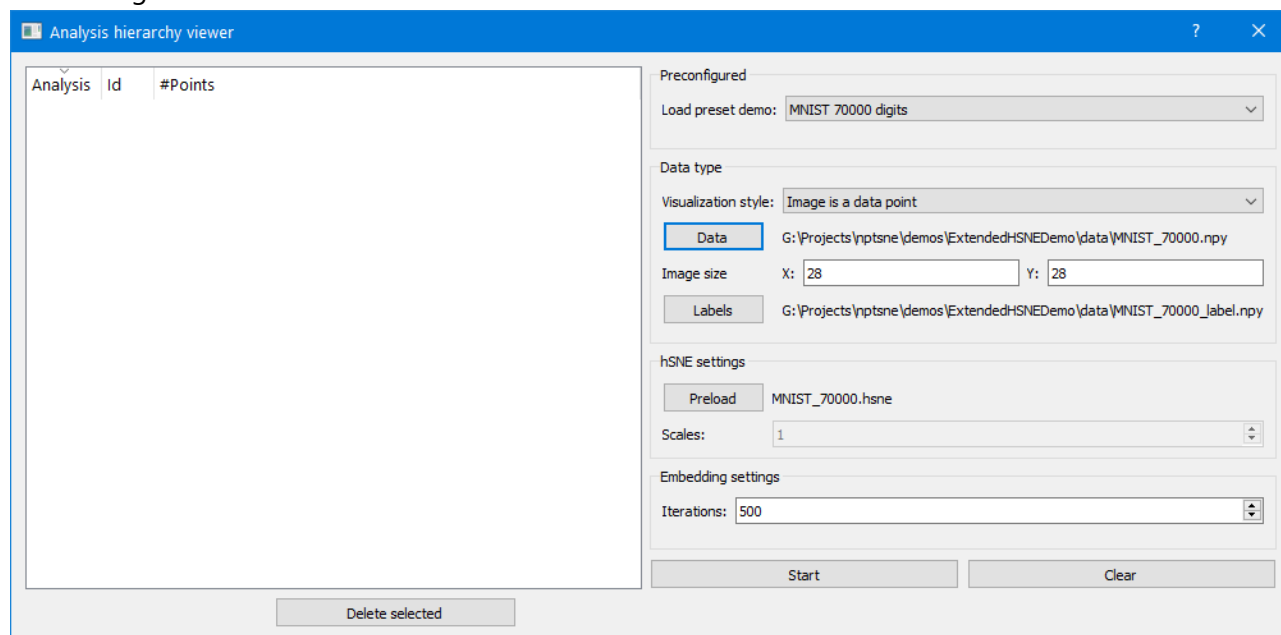 Analysis hierarchy viewer ?
Analysis Id #Points
Preconfigured
Load preset demo: MNIST 70000 digits
Data type
Visualization style: Image is a data point
Data G:\Projects\nptsne\demos\ExtendedHSNEDemo\data\MNIST_70000.npy
Image size X: 28 Y: 28
Labels G:\Projects\nptsne\demos\ExtendedHSNEDemo\data\MNIST_70000_label.npy
hSNE settings
Preload MNIST_70000.hsne
Scales: 1
Embedding settings
Iterations: 500
Start Clear
Delete selected